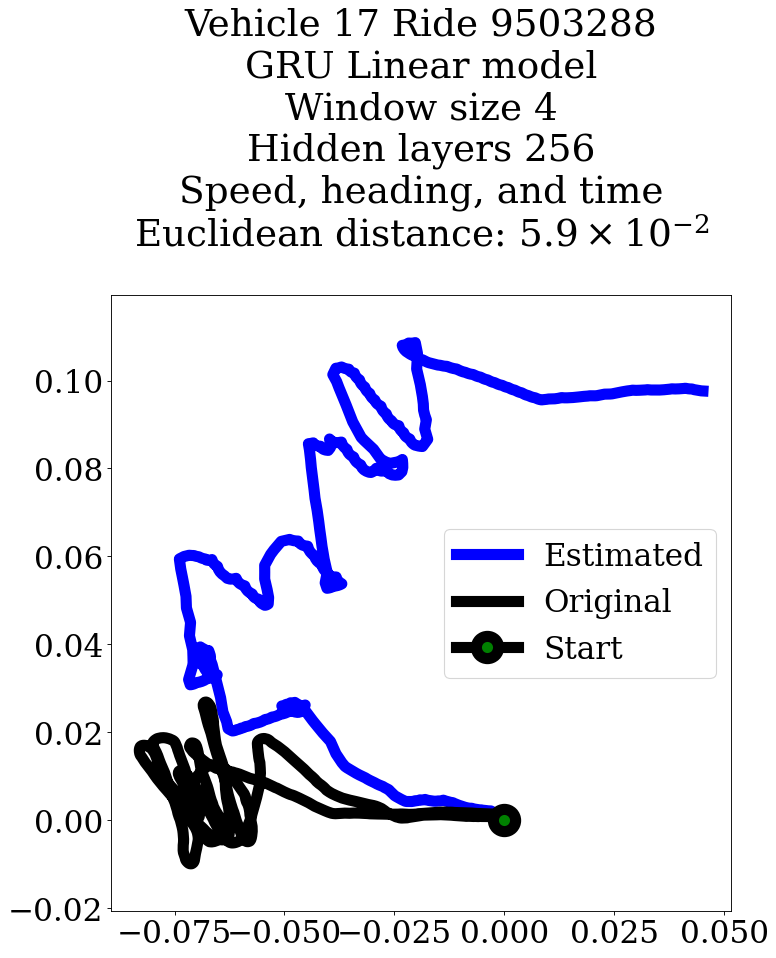 Vehicle 17 Ride 9503288
GRU Linear model
Window size 4
Hidden layers 256
Speed, heading, and time
Euclidean distance: 5.9 × 10⁻²
0.10
0.08
0.06
0.04
0.02
0.00
−0.02
Estimated
Original
Start
−0.075 −0.050 −0.025 0.000 0.025 0.050